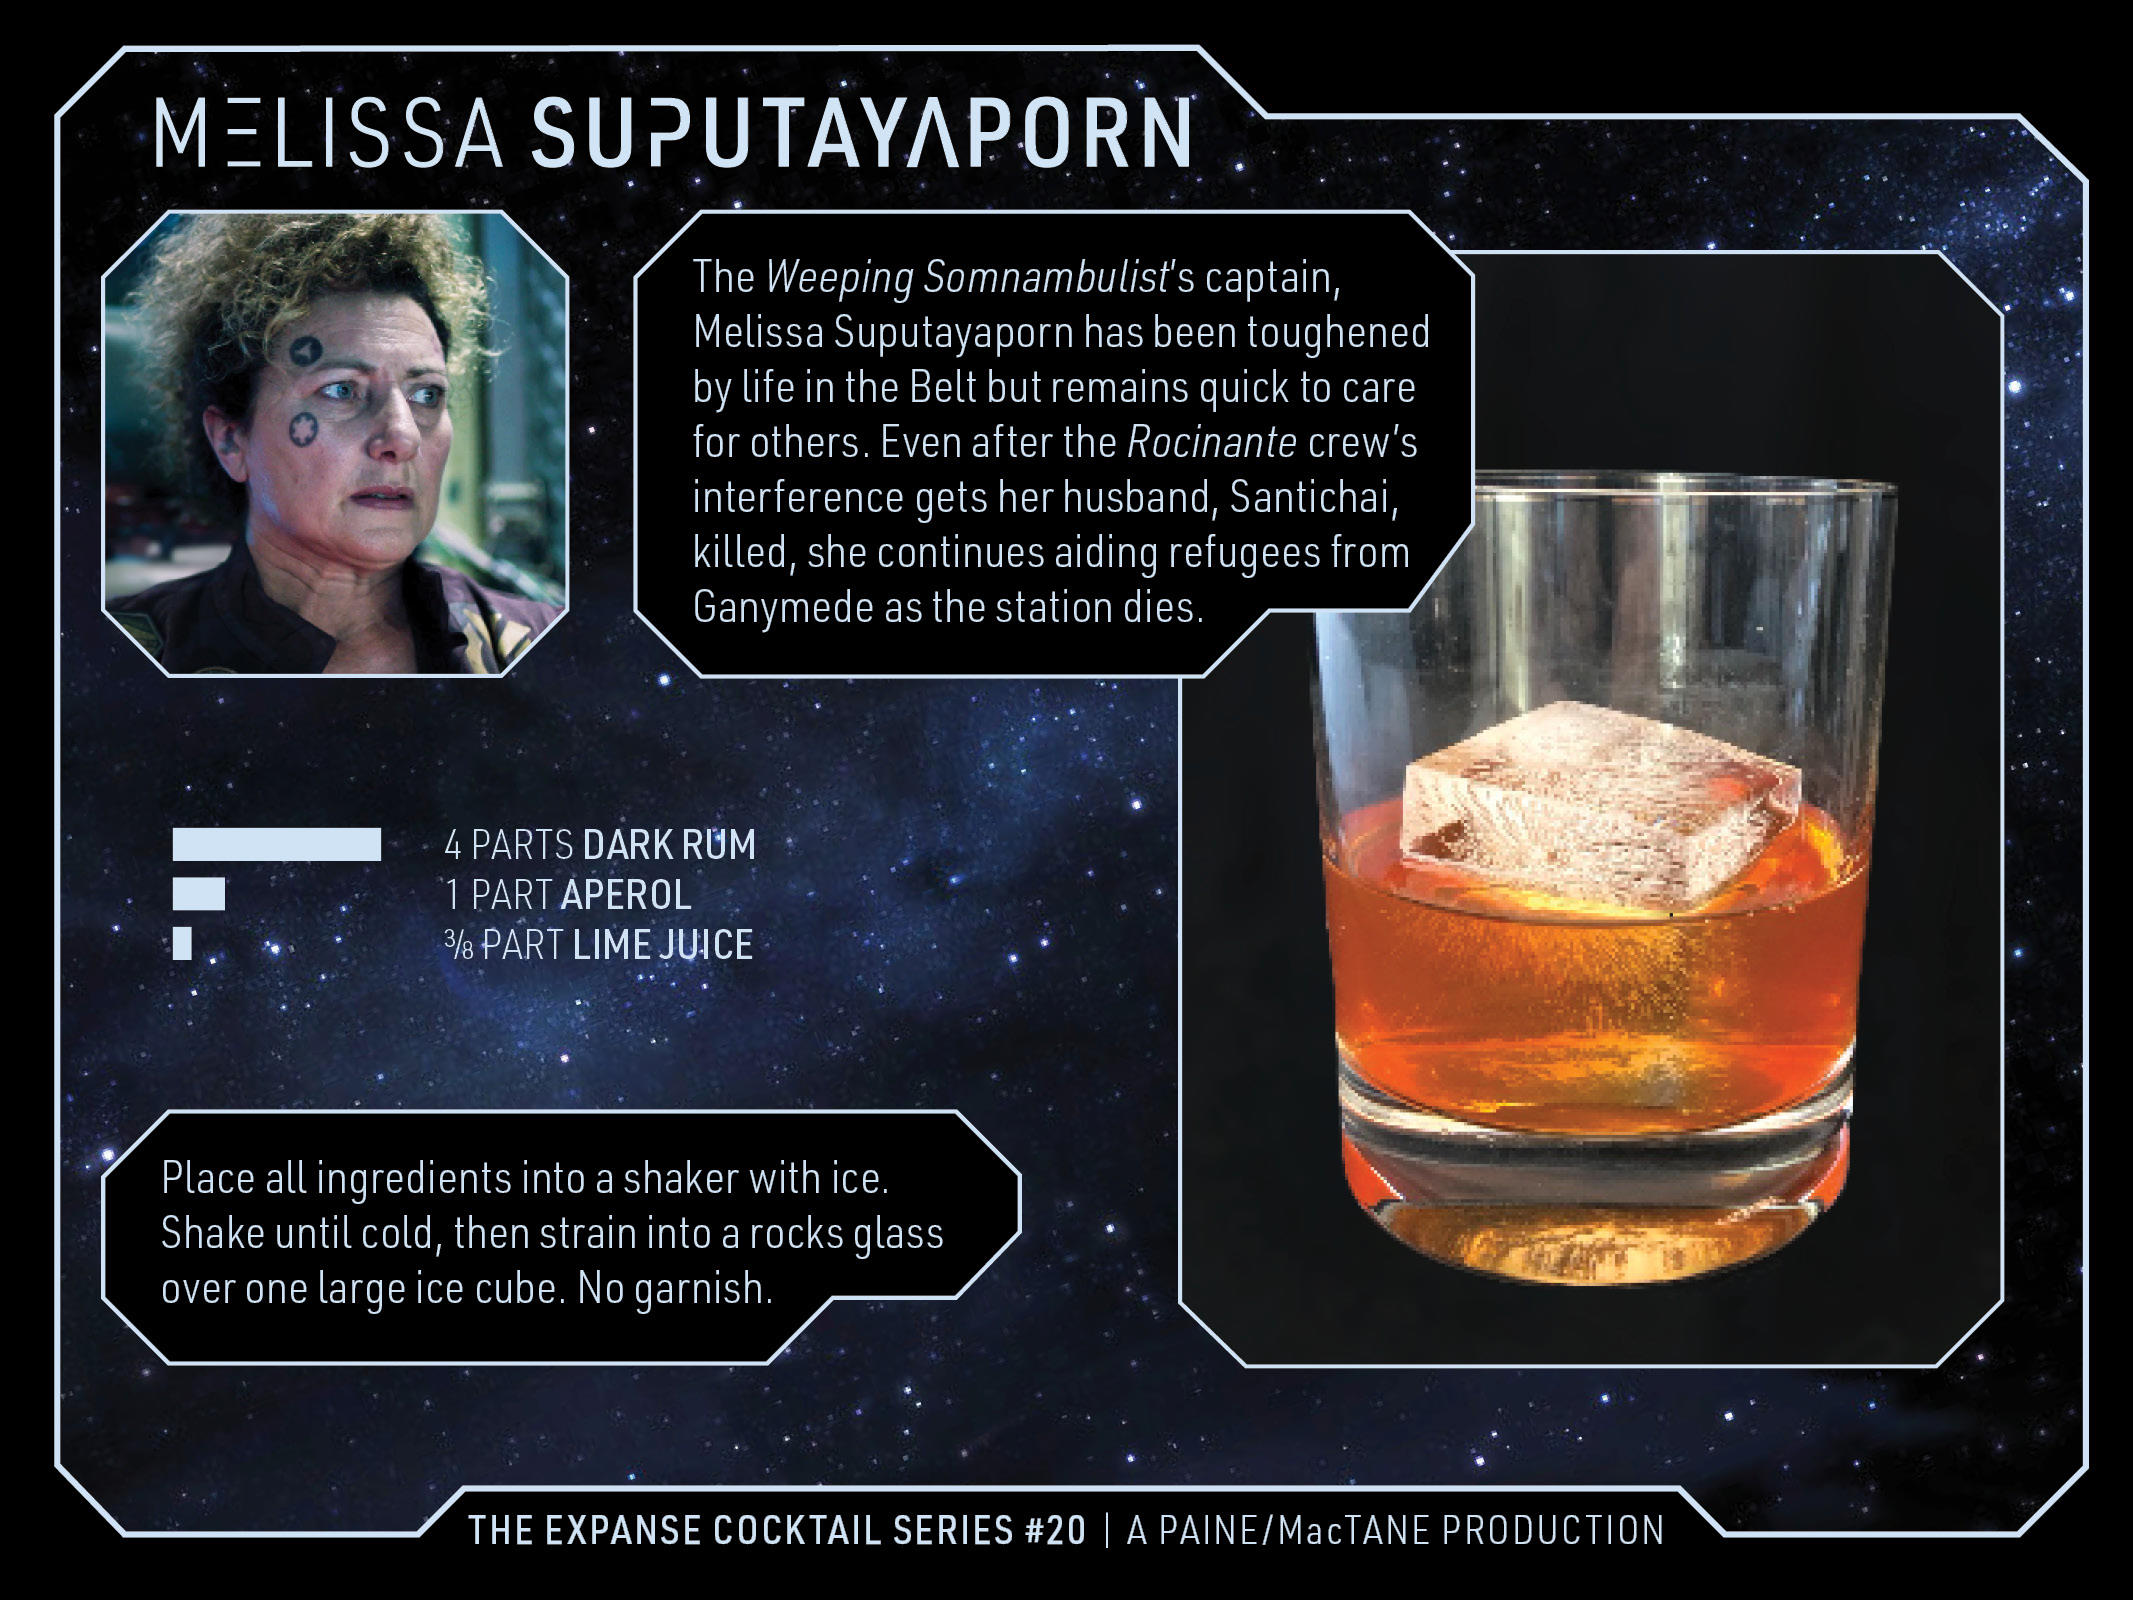 MELISSA SUPUTAYAPORN
The Weeping Somnambulist's captain,
Melissa Suputayaporn has been toughened
by life in the Belt but remains quick to care
for others. Even after the Rocinante crew's
interference gets her husband, Santichai,
killed, she continues aiding refugees from
Ganymede as the station dies.
4 PARTS DARK RUM
1 PART APEROL
3/8 PART LIME JUICE
Place all ingredients into a shaker with ice.
Shake until cold, then strain into a rocks glass
over one large ice cube. No garnish.
THE EXPANSE COCKTAIL SERIES #20 | A PAINE/MacTANE PRODUCTION